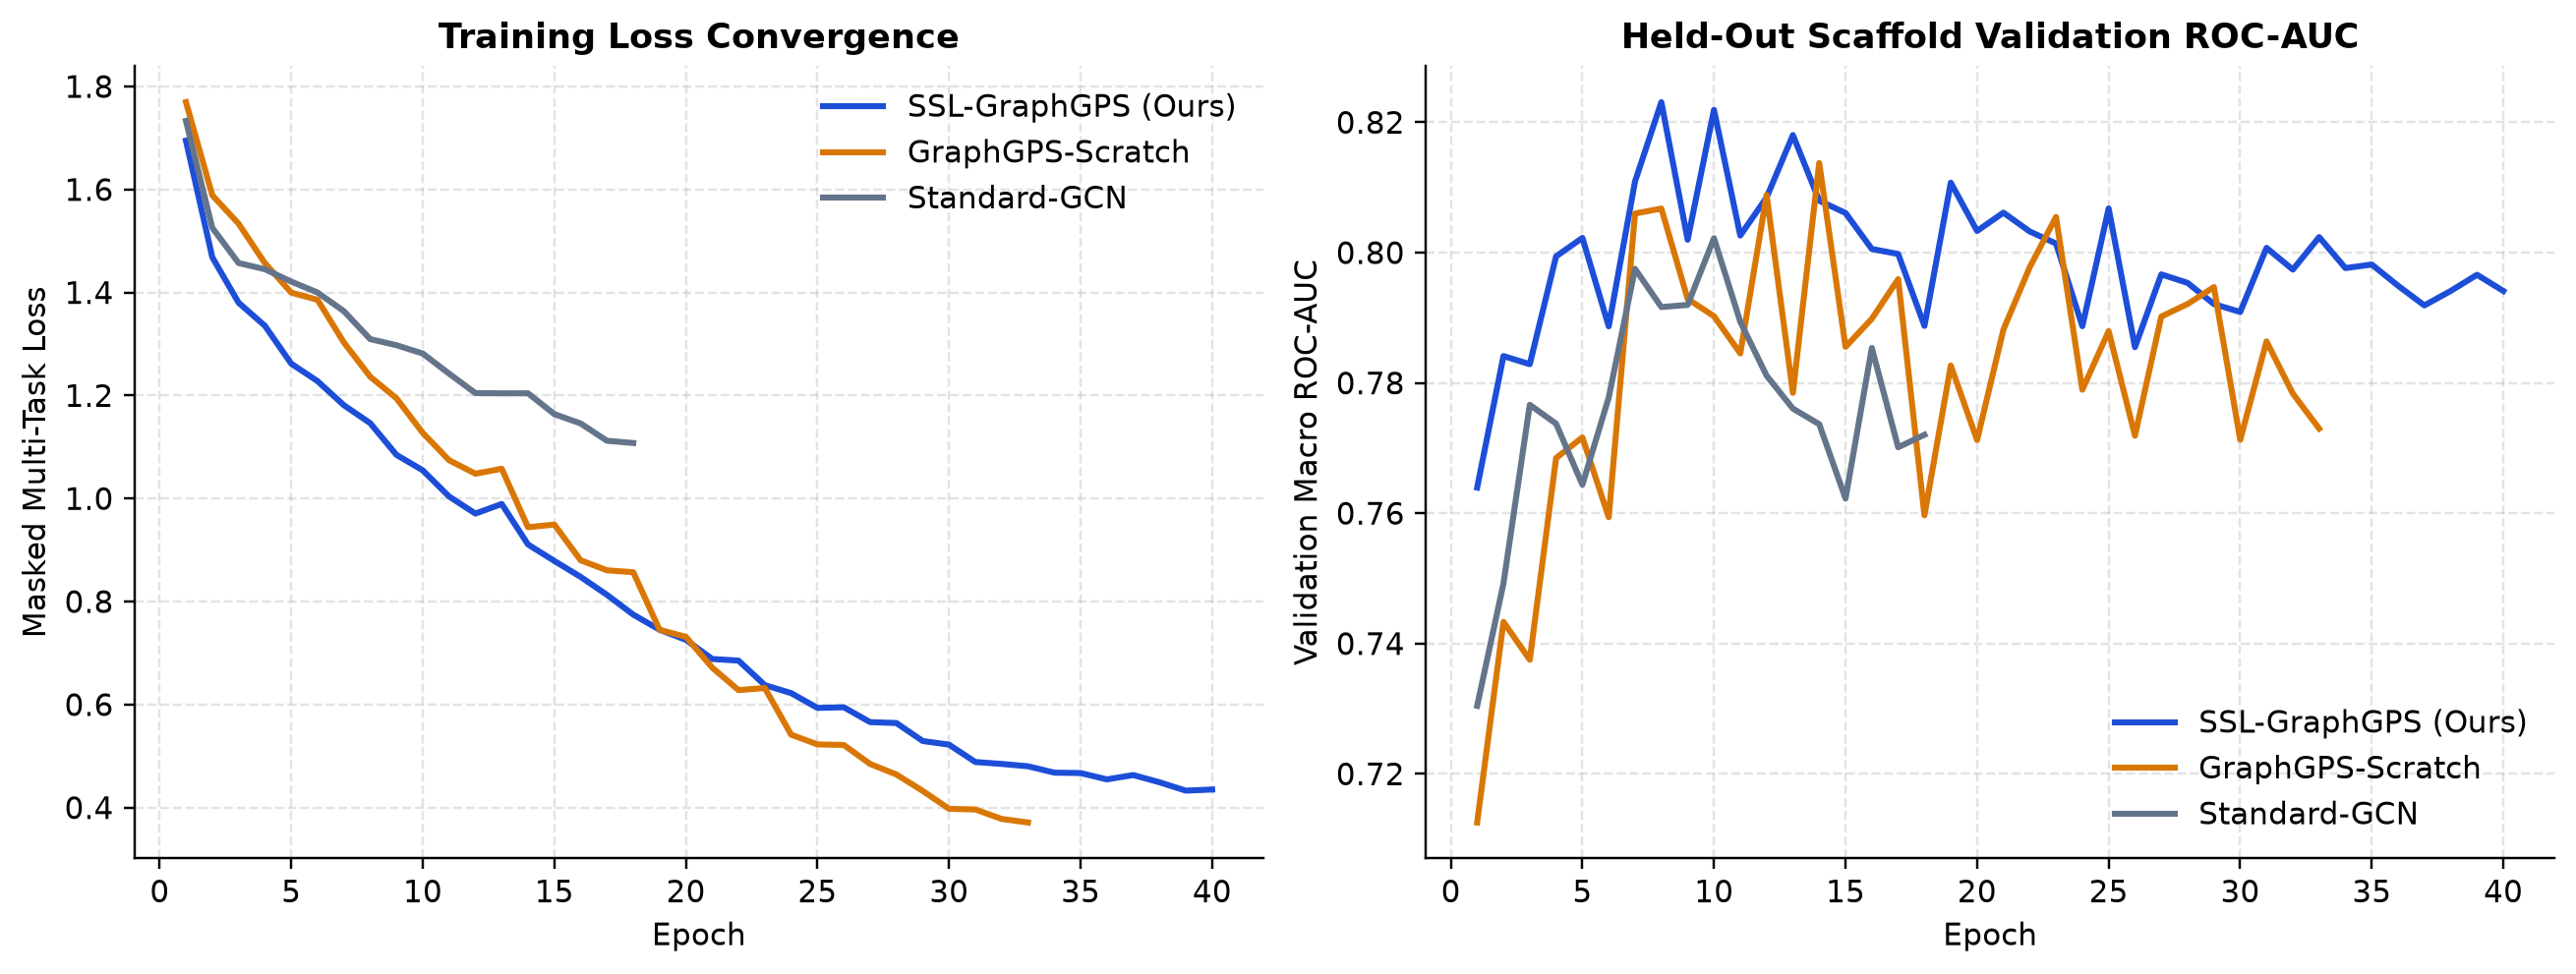 Training Loss Convergence
Masked Multi-Task Loss
1.8
1.6
1.4
1.2
1.0
0.8
0.6
0.4
SSL-GraphGPS (Ours)
GraphGPS-Scratch
Standard-GCN
0 5 10 15 20 25 30 35 40
Epoch
Held-Out Scaffold Validation ROC-AUC
Validation Macro ROC-AUC
0.82
0.80
0.78
0.76
0.74
0.72
SSL-GraphGPS (Ours)
GraphGPS-Scratch
Standard-GCN
0 5 10 15 20 25 30 35 40
Epoch